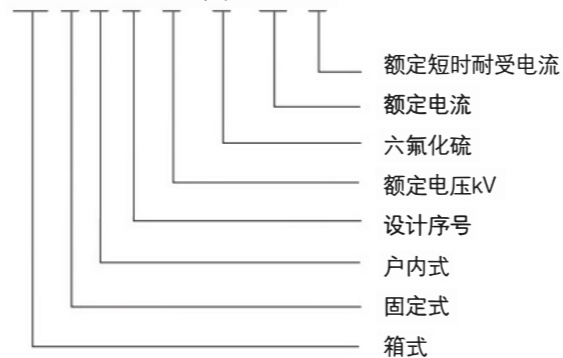 额定短时耐受电流
额定电流
六氟化硫
额定电压kV
设计序号
户内式
固定式
箱式